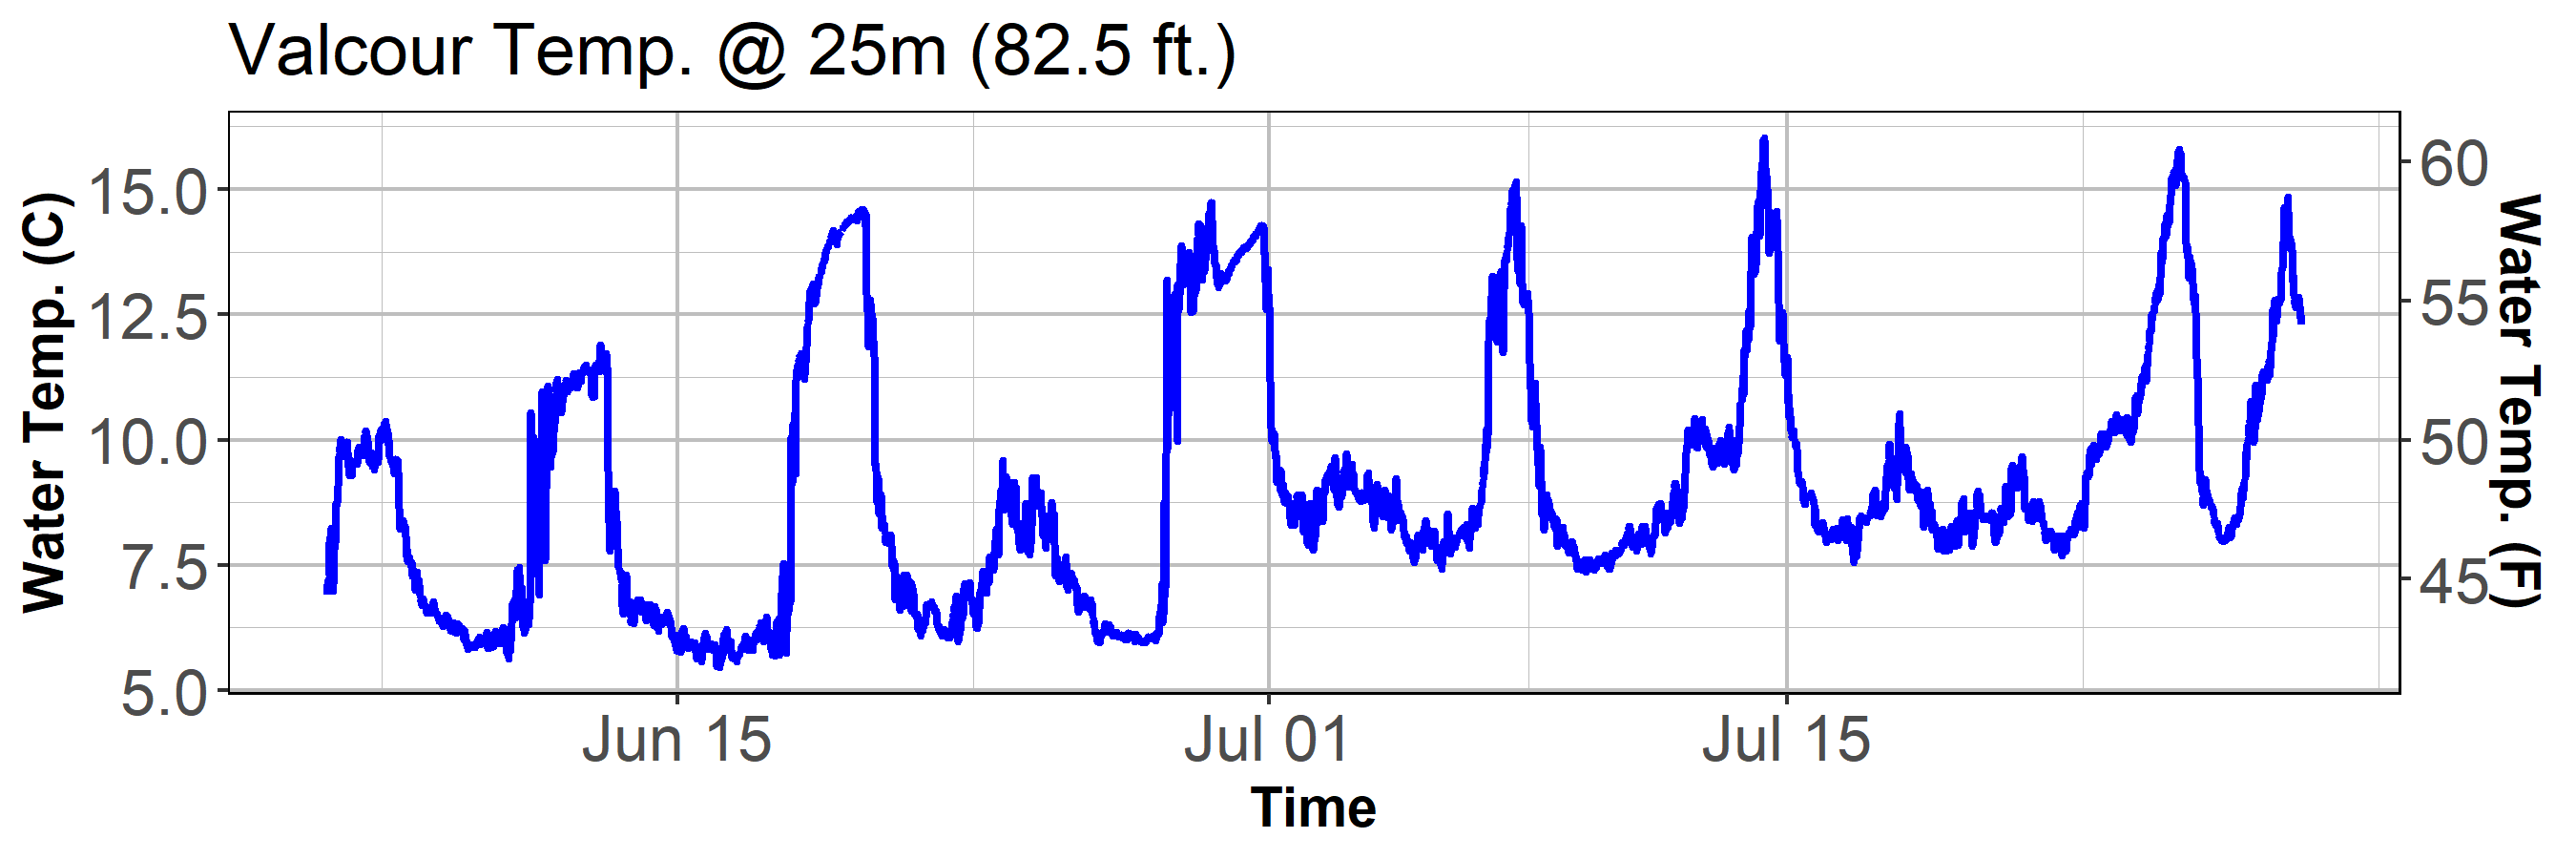 Valcour Temp. @ 25m (82.5 ft.)
Water Temp. (C)
15.0
12.5
10.0
7.5
5.0
60
55
50
45
Water Temp. (F)
Jun 15
Jul 01
Jul 15
Time